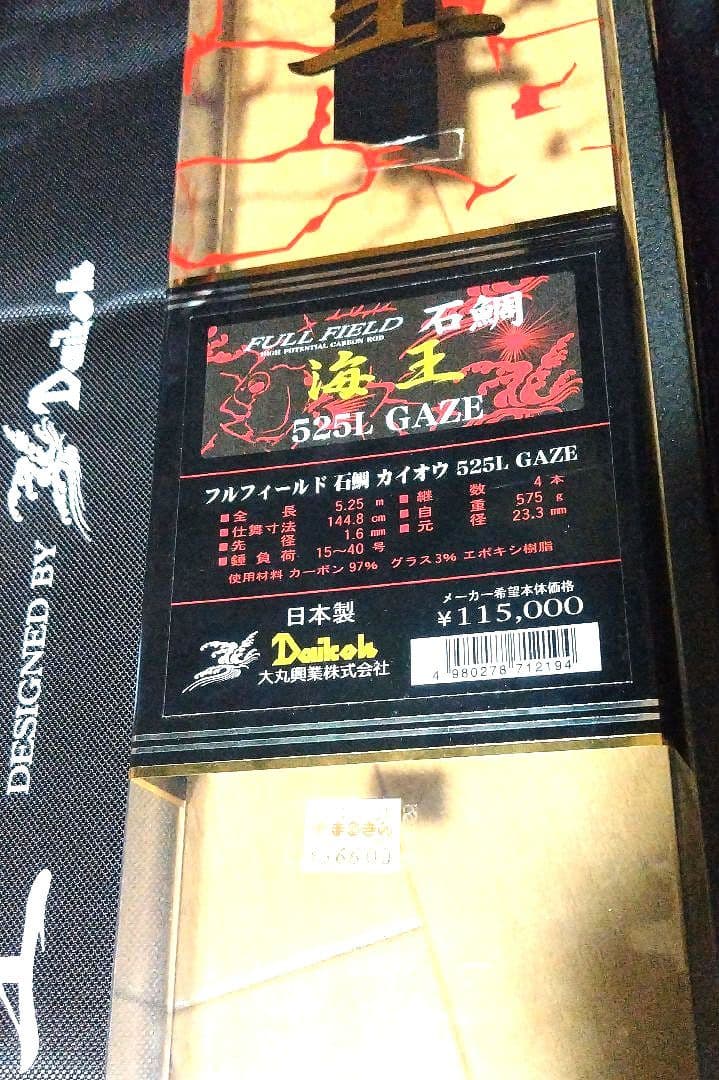 王
FULL FIELD 石鯛
HIGH POTENTIAL CARBON ROD
海王
525L GAZE
フルフィールド 石鯛 カイオウ 525L GAZE
■全長 5.25 m ■継数 4 本
■仕舞寸法 144.8 cm ■自重 575 g
■先径 1.6 mm ■元径 23.3 mm
■錘負荷 15〜40 号
使用材料 カーボン 97% グラス 3% エポキシ樹脂
日本製
Daikoh
大丸興業株式会社
メーカー希望本体価格
¥115,000
4 980278 712194
DESIGNED BY Daikoh